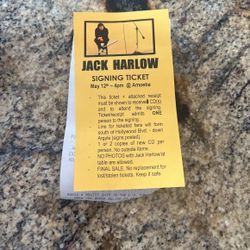 JACK HARLOW
SIGNING TICKET
May 12th – 4pm @ Amoeba
- This ticket + attached receipt
must be shown to receive CD(s)
and to attend the signing.
- Ticket/receipt admits ONE
person to the signing.
- Line for ticketed fans will form
south of Hollywood Blvd. - down
Argyle (signs posted)
- 1 or 2 copies of new CD per
person. No outside items.
- NO PHOTOS with Jack Harlow/at
table are allowed.
- FINAL SALE: No replacement for
lost/stolen tickets. Keep it safe.